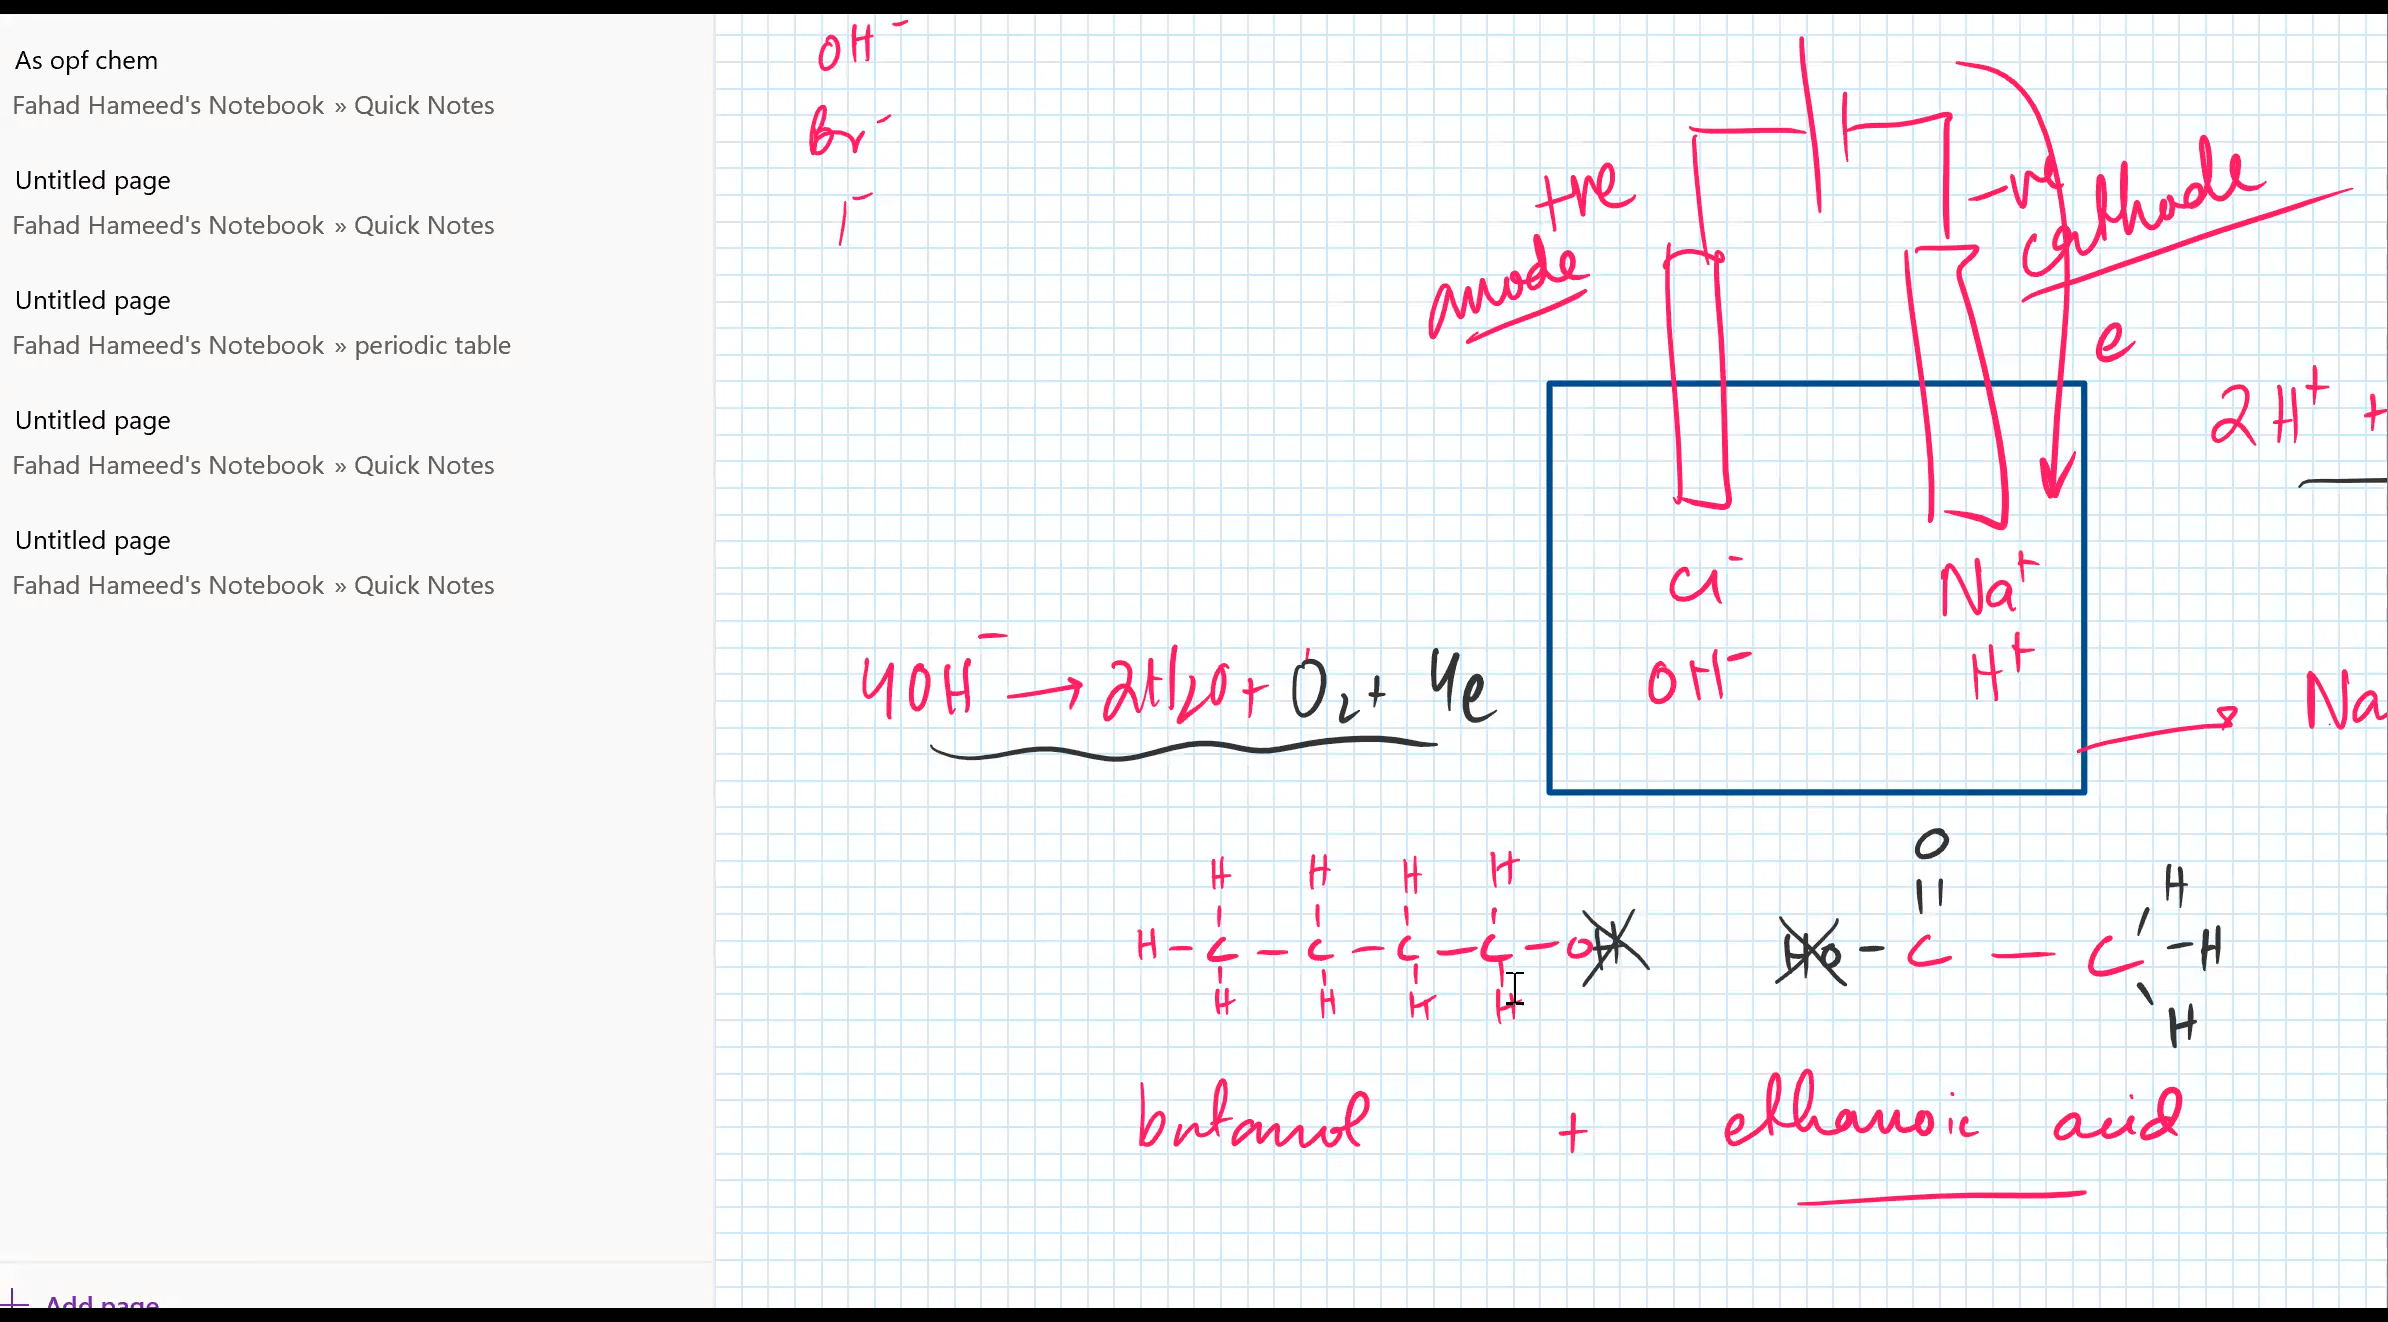 As opf chem
Fahad Hameed's Notebook » Quick Notes
Untitled page
Fahad Hameed's Notebook » Quick Notes
Untitled page
Fahad Hameed's Notebook » periodic table
Untitled page
Fahad Hameed's Notebook » Quick Notes
Untitled page
Fahad Hameed's Notebook » Quick Notes
Add page
OH⁻
Br⁻
I⁻
+ve
anode
-ve
cathode
e
2H⁺ +
Cl⁻ Na⁺
OH⁻ H⁺
4OH⁻ → 2H₂O + O₂ + 4e
Na
H H H H
H - C - C - C - C - OH
H H H H
O
HO - C - C - H
H
H
butanol + ethanoic acid